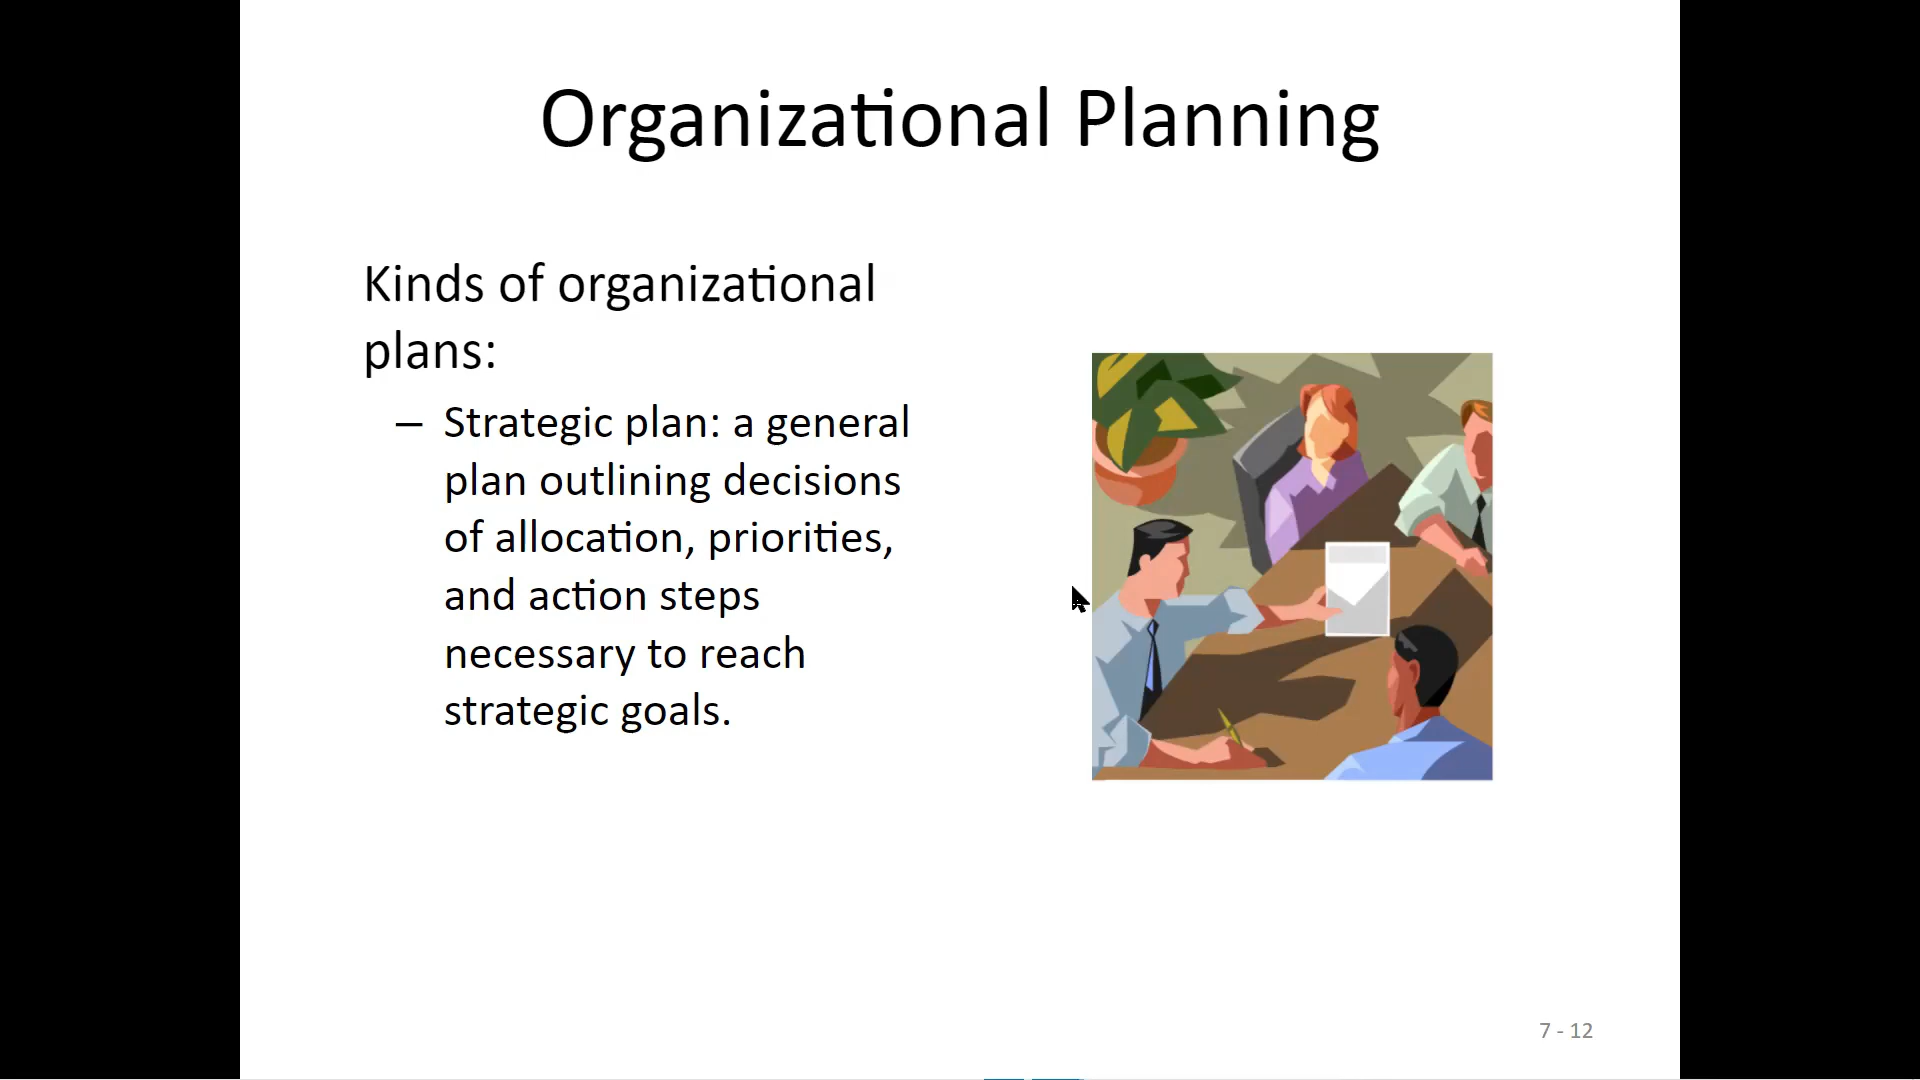 Organizational Planning
Kinds of organizational
plans:
– Strategic plan: a general
plan outlining decisions
of allocation, priorities,
and action steps
necessary to reach
strategic goals.
7 - 12